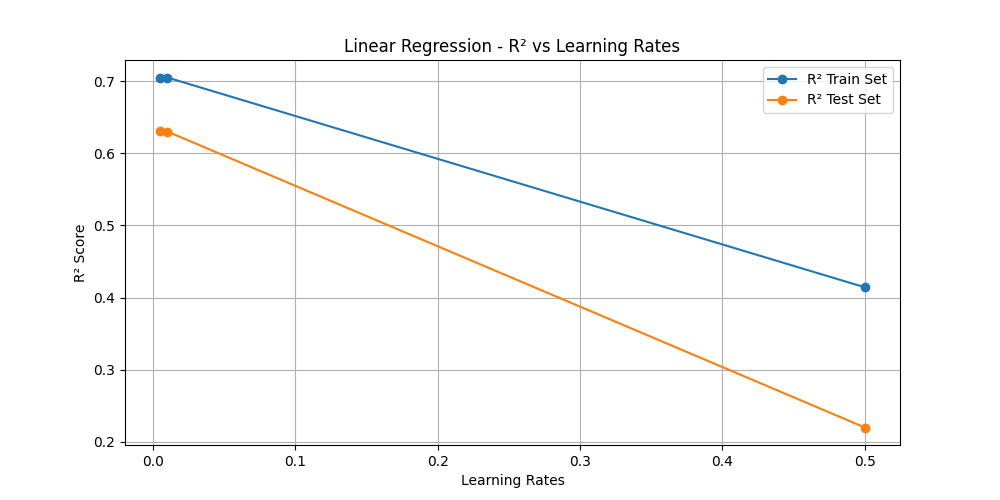 Linear Regression - R² vs Learning Rates
R² Train Set
R² Test Set
0.7
0.6
0.5
0.4
0.3
0.2
R² Score
0.0 0.1 0.2 0.3 0.4 0.5
Learning Rates